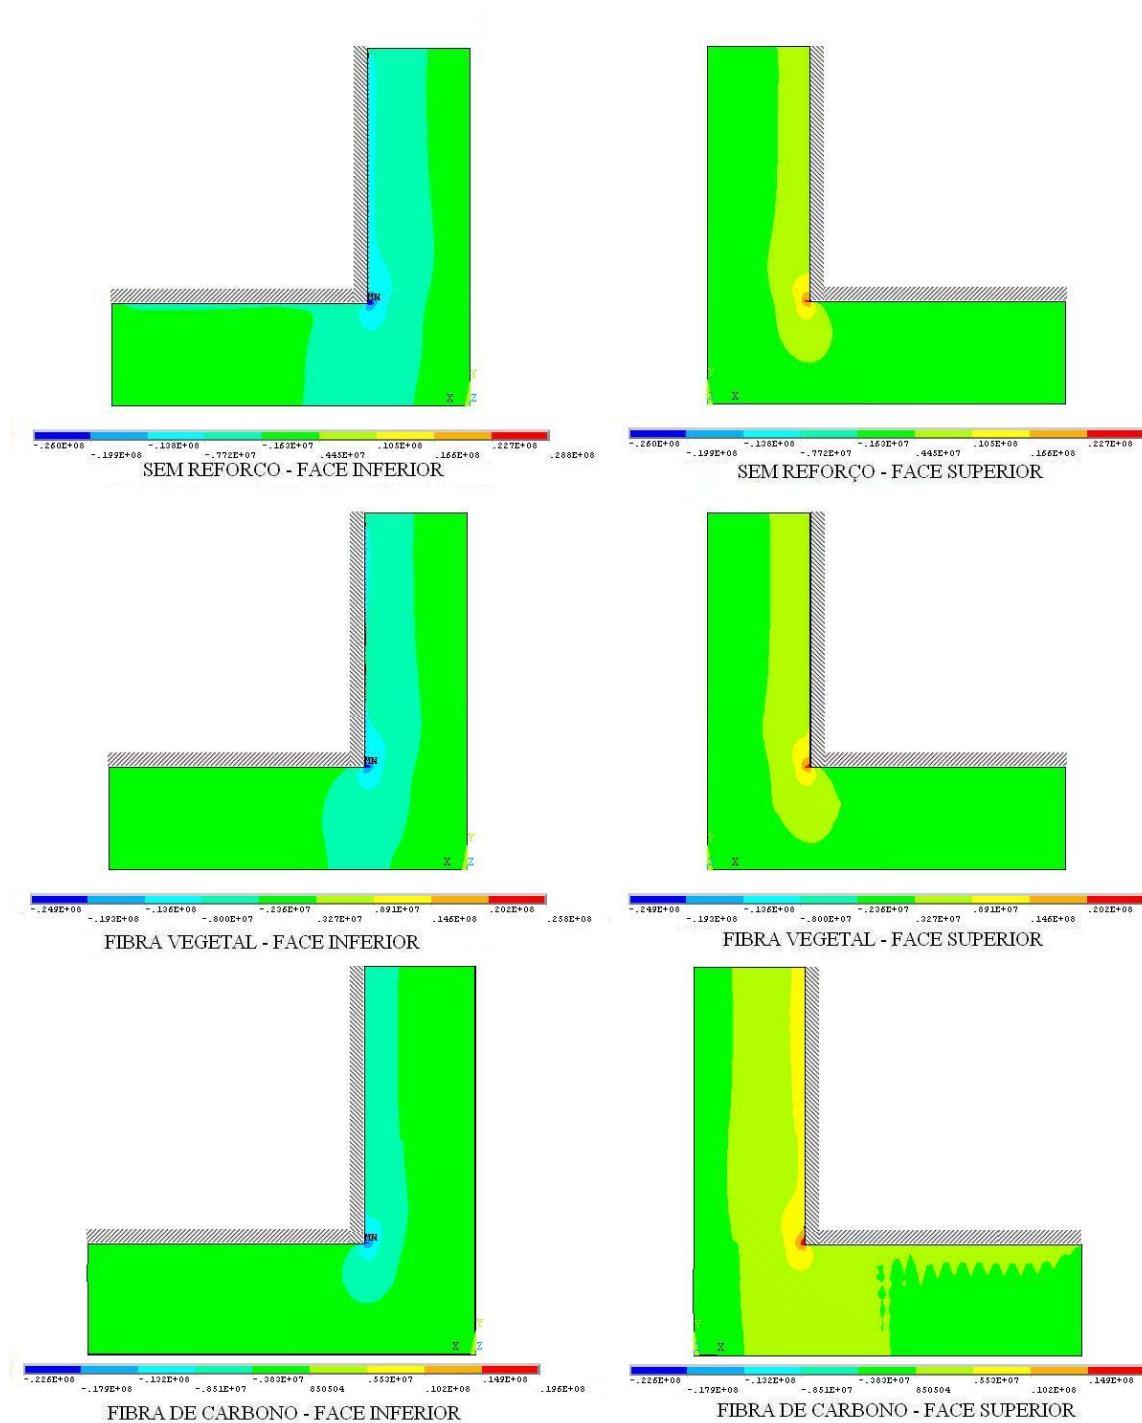 MN
Y
X Z
Y
Z X
-.260E+08 -.138E+08 -.163E+07 .105E+08 .227E+08
-.199E+08 -.772E+07 .445E+07 .166E+08 .288E+08
SEM REFORÇO - FACE INFERIOR
-.260E+08 -.138E+08 -.163E+07 .105E+08 .227E+08
-.199E+08 -.772E+07 .445E+07 .166E+08
SEM REFORÇO - FACE SUPERIOR
MN
Y
X Z
Y
Z X
-.249E+08 -.136E+08 -.236E+07 .891E+07 .202E+08
-.193E+08 -.800E+07 .327E+07 .146E+08 .258E+08
FIBRA VEGETAL - FACE INFERIOR
-.249E+08 -.136E+08 -.236E+07 .891E+07 .202E+08
-.193E+08 -.800E+07 .327E+07 .146E+08
FIBRA VEGETAL - FACE SUPERIOR
MN
Y
X Z
Y
Z X
-.226E+08 -.132E+08 -.383E+07 .553E+07 .149E+08
-.179E+08 -.851E+07 850504 .102E+08 .196E+08
FIBRA DE CARBONO - FACE INFERIOR
-.226E+08 -.132E+08 -.383E+07 .553E+07 .149E+08
-.179E+08 -.851E+07 850504 .102E+08
FIBRA DE CARBONO - FACE SUPERIOR